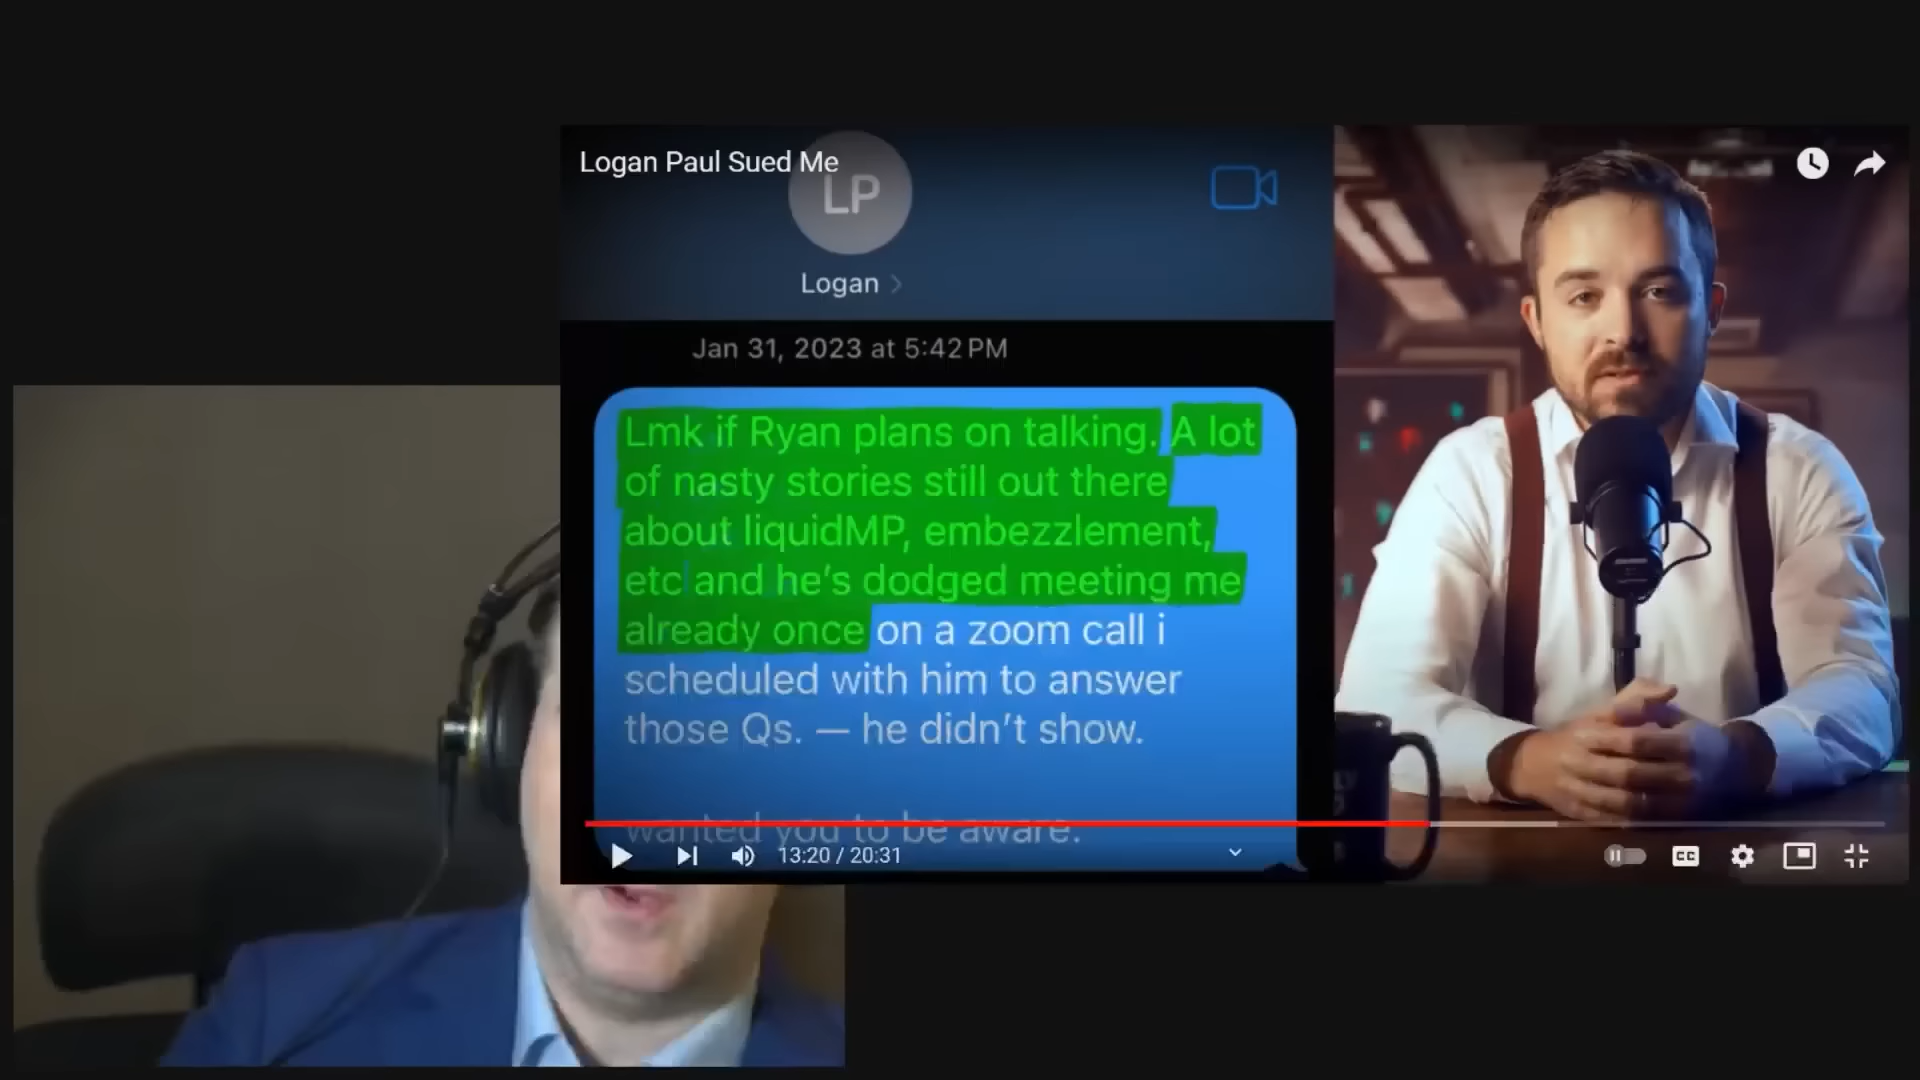 Logan Paul Sued Me
LP
Logan
Jan 31, 2023 at 5:42 PM
Lmk if Ryan plans on talking. A lot
of nasty stories still out there
about liquidMP, embezzlement,
etc and he's dodged meeting me
already once on a zoom call i
scheduled with him to answer
those Qs. — he didn't show.
wanted you to be aware.
13:20 / 20:31
CC